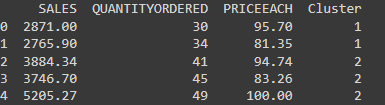 SALES QUANTITYORDERED PRICEEACH Cluster
0 2871.00 30 95.70 1
1 2765.90 34 81.35 1
2 3884.34 41 94.74 2
3 3746.70 45 83.26 2
4 5205.27 49 100.00 2